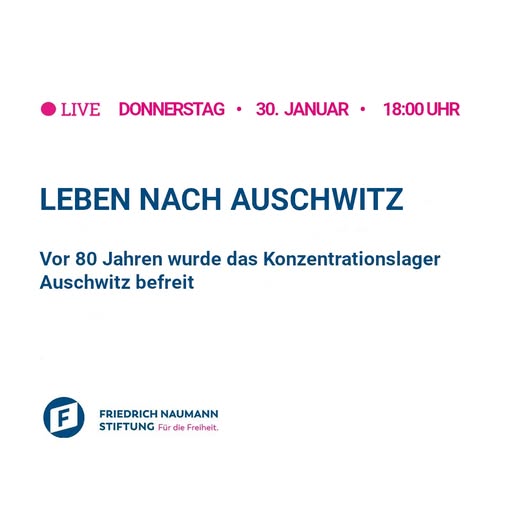 LIVE DONNERSTAG • 30. JANUAR • 18:00 UHR
LEBEN NACH AUSCHWITZ
Vor 80 Jahren wurde das Konzentrationslager
Auschwitz befreit
F
FRIEDRICH NAUMANN
STIFTUNG Für die Freiheit.